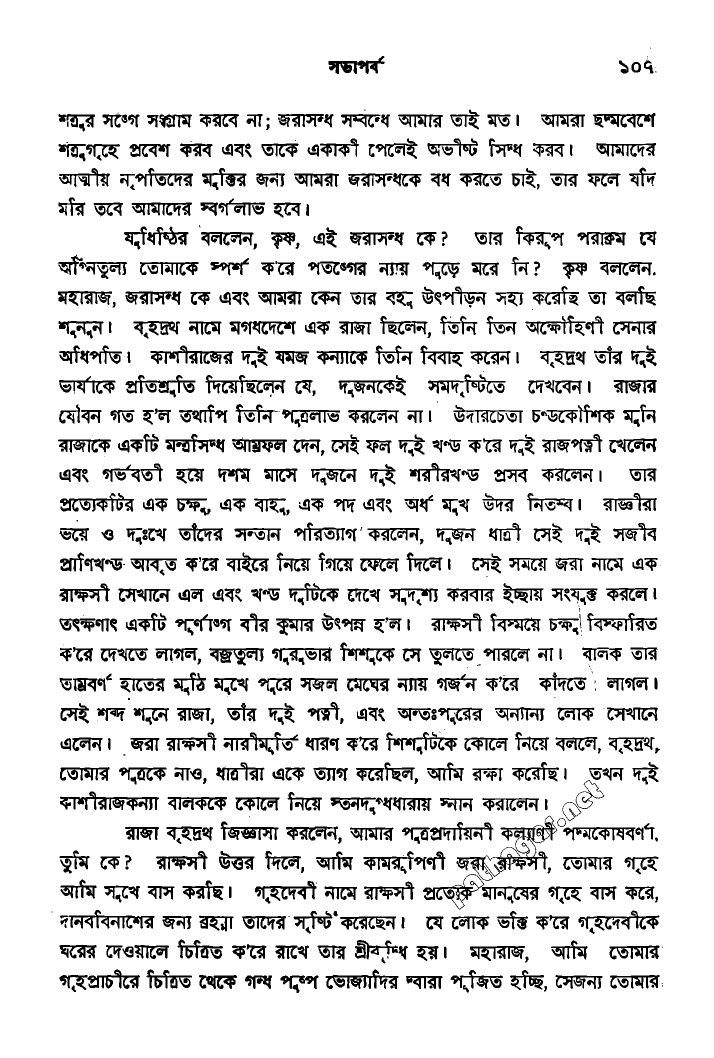 সভাপর্ব ১০৭
শত্রুর সঙ্গে সংগ্রাম করবে না; জরাসন্ধ সম্বন্ধে আমার তাই মত। আমরা ছদ্মবেশে
শত্রুগৃহে প্রবেশ করব এবং তাকে একাকী পেলেই অভীষ্ট সিদ্ধ করব। আমাদের
আত্মীয় নৃপতিদের মুক্তির জন্য আমরা জরাসন্ধকে বধ করতে চাই, তার ফলে যদি
মরি তবে আমাদের স্বর্গলাভ হবে।
যুধিষ্ঠির বললেন, কৃষ্ণ, এই জরাসন্ধ কে? তার কিরূপ পরাক্রম যে
অগ্নিতুল্য তোমাকে স্পর্শ ক'রে পতঙ্গের ন্যায় পুড়ে মরে নি? কৃষ্ণ বললেন.
মহারাজ, জরাসন্ধ কে এবং আমরা কেন তার বহু উৎপীড়ন সহ্য করেছি তা বলছি
শুনুন। বৃহদ্রথ নামে মগধদেশে এক রাজা ছিলেন, তিনি তিন অক্ষৌহিণী সেনার
অধিপতি। কাশীরাজের দুই যমজ কন্যাকে তিনি বিবাহ করেন। বৃহদ্রথ তাঁর দুই
ভার্যাকে প্রতিশ্রুতি দিয়েছিলেন যে, দুজনকেই সমদৃষ্টিতে দেখবেন। রাজার
যৌবন গত হ'ল তথাপি তিনি পুত্রলাভ করলেন না। উদারচেতা চণ্ডকৌশিক মুনি
রাজাকে একটি মন্ত্রসিদ্ধ আম্রফল দেন, সেই ফল দুই খণ্ড ক'রে দুই রাজপত্নী খেলেন
এবং গর্ভবতী হয়ে দশম মাসে দুজনে দুই শরীরখণ্ড প্রসব করলেন। তার
প্রত্যেকটির এক চক্ষু, এক বাহু, এক পদ এবং অর্ধ মুখ উদর নিতম্ব। রাজ্ঞীরা
ভয়ে ও দুঃখে তাঁদের সন্তান পরিত্যাগ করলেন, দুজন ধাত্রী সেই দুই সজীব
প্রাণিখণ্ড আবৃত ক'রে বাইরে নিয়ে গিয়ে ফেলে দিলে। সেই সময়ে জরা নামে এক
রাক্ষসী সেখানে এল এবং খণ্ড দুটিকে দেখে সুদৃশ্য করবার ইচ্ছায় সংযুক্ত করলে।
তৎক্ষণাৎ একটি পূর্ণাঙ্গ বীর কুমার উৎপন্ন হ'ল। রাক্ষসী বিস্ময়ে চক্ষু বিস্ফারিত
ক'রে দেখতে লাগল, বজ্রতুল্য গুরুভার শিশুকে সে তুলতে পারলে না। বালক তার
তাম্রবর্ণ হাতের মুঠি মুখে পুরে সজল মেঘের ন্যায় গর্জন ক'রে কাঁদতে লাগল।
সেই শব্দ শুনে রাজা, তাঁর দুই পত্নী, এবং অন্তঃপুরের অন্যান্য লোক সেখানে
এলেন। জরা রাক্ষসী নারীমূর্তি ধারণ ক'রে শিশুটিকে কোলে নিয়ে বললে, বৃহদ্রথ,
তোমার পুত্রকে নাও, ধাত্রীরা একে ত্যাগ করেছিল, আমি রক্ষা করেছি। তখন দুই
কাশীরাজকন্যা বালককে কোলে নিয়ে স্তনদুগ্ধধারায় স্নান করালেন।
রাজা বৃহদ্রথ জিজ্ঞাসা করলেন, আমার পুত্রপ্রদায়িনী কল্যাণী পদ্মকোষবর্ণা.
তুমি কে? রাক্ষসী উত্তর দিলে, আমি কামরূপিণী জরা রাক্ষসী, তোমার গৃহে
আমি সুখে বাস করছি। গৃহদেবী নামে রাক্ষসী প্রত্যেক মানুষের গৃহে বাস করে,
দানববিনাশের জন্য ব্রহ্মা তাদের সৃষ্টি করেছেন। যে লোক ভক্তি ক'রে গৃহদেবীকে
ঘরের দেওয়ালে চিত্রিত ক'রে রাখে তার শ্রীবৃদ্ধি হয়। মহারাজ, আমি তোমার
গৃহপ্রাচীরে চিত্রিত থেকে গন্ধ পুষ্প ভোজ্যাদির দ্বারা পূজিত হচ্ছি, সেজন্য তোমার
pathagar.net